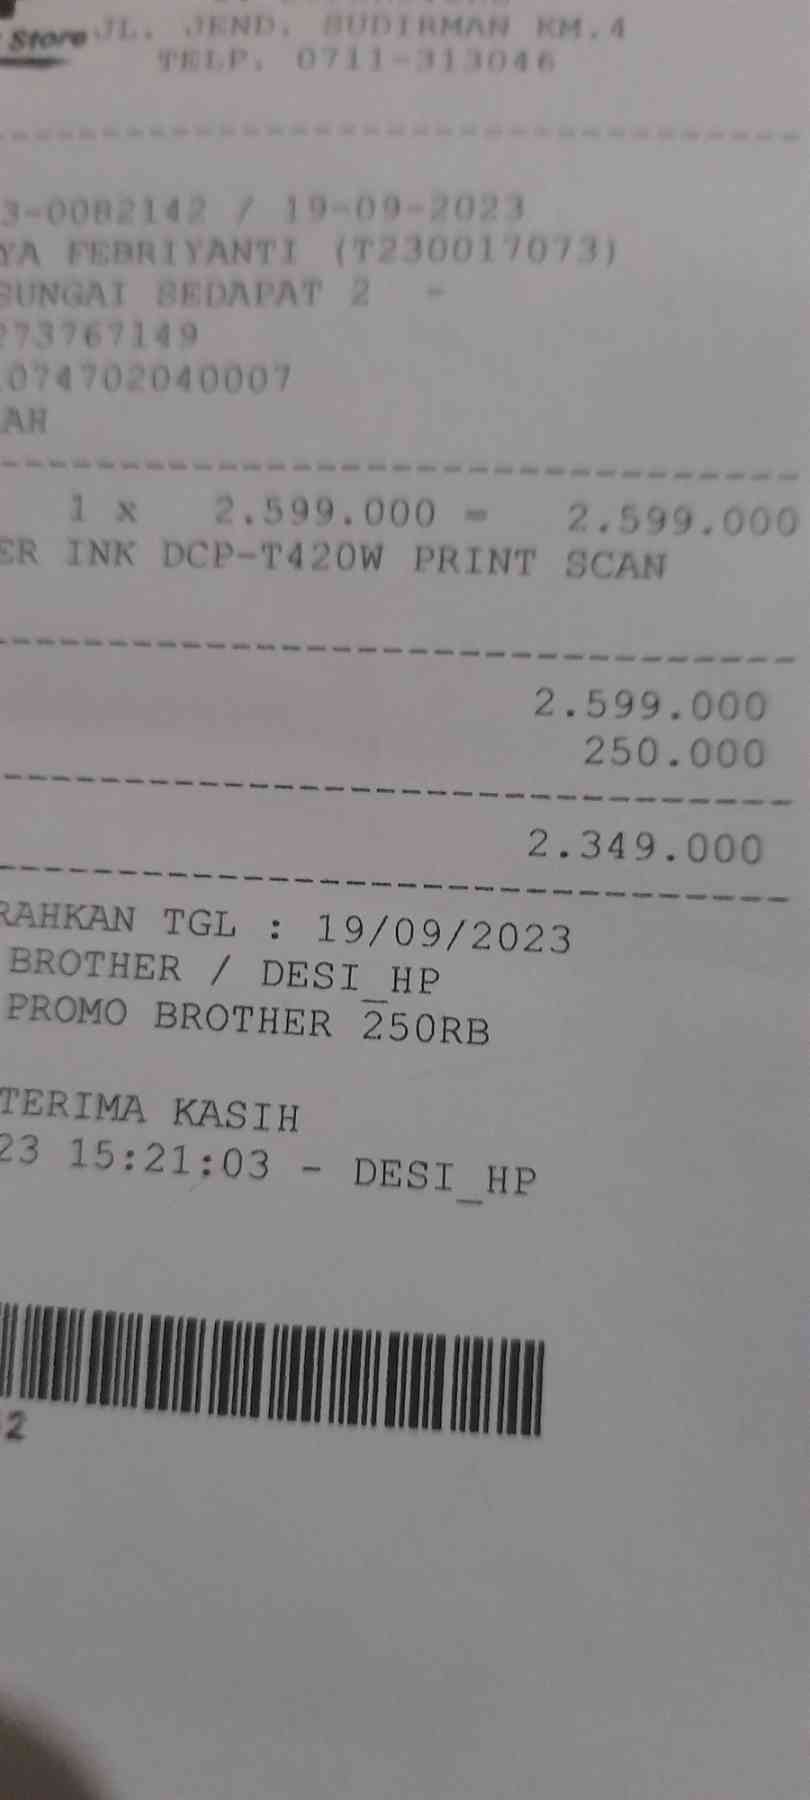 Store JL. JEND. SUDIRMAN KM.4
TELP. 0711-313046
3-0082142 / 19-09-2023
YA FEBRIYANTI (T230017073)
SUNGAI SEDAPAT 2 -
273767149
1074702040007
AH
1 x 2.599.000 = 2.599.000
ER INK DCP-T420W PRINT SCAN
2.599.000
250.000
2.349.000
RAHKAN TGL : 19/09/2023
BROTHER / DESI_HP
PROMO BROTHER 250RB
TERIMA KASIH
23 15:21:03 - DESI_HP
2